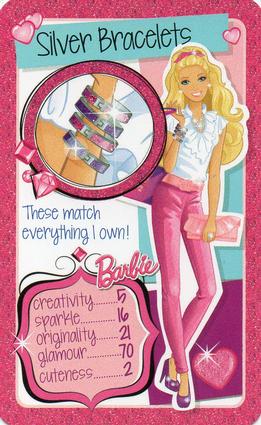 Silver Bracelets
These match
everything I own!
Barbie
creativity.....5
sparkle........16
originality.....21
glamour.......70
cuteness........2